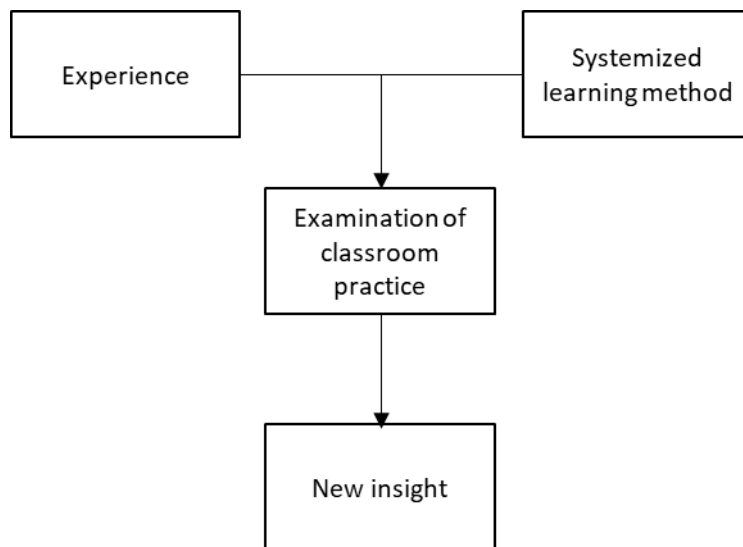 Experience
Systemized
learning method
Examination of
classroom
practice
New insight